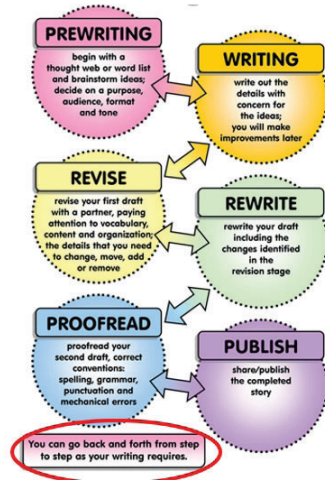 PREWRITING
begin with a
thought web or word list
and brainstorm ideas;
decide on a purpose,
audience, format
and tone
WRITING
write out the
details with
concern for
the ideas;
you will make
improvements later
REVISE
revise your first draft
with a partner, paying
attention to vocabulary,
content and organization;
the details that you need
to change, move, add
or remove
REWRITE
rewrite your draft
including the
changes identified
in the
revision stage
PROOFREAD
proofread your
second draft, correct
conventions:
spelling, grammar,
punctuation and
mechanical errors
PUBLISH
share/publish
the completed
story
You can go back and forth from step
to step as your writing requires.